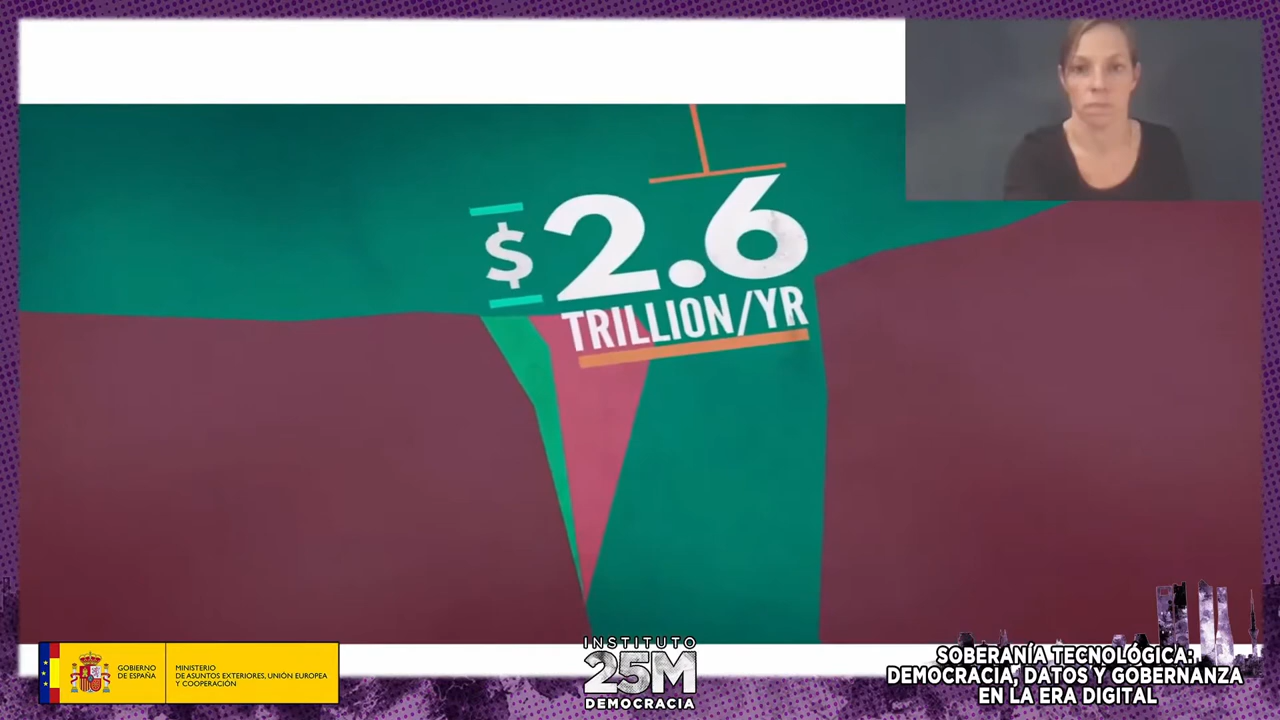 $ 2.6
TRILLION/YR
GOBIERNO
DE ESPAÑA
MINISTERIO
DE ASUNTOS EXTERIORES, UNIÓN EUROPEA
Y COOPERACIÓN
INSTITUTO
25M
DEMOCRACIA
SOBERANÍA TECNOLÓGICA:
DEMOCRACIA, DATOS Y GOBERNANZA
EN LA ERA DIGITAL